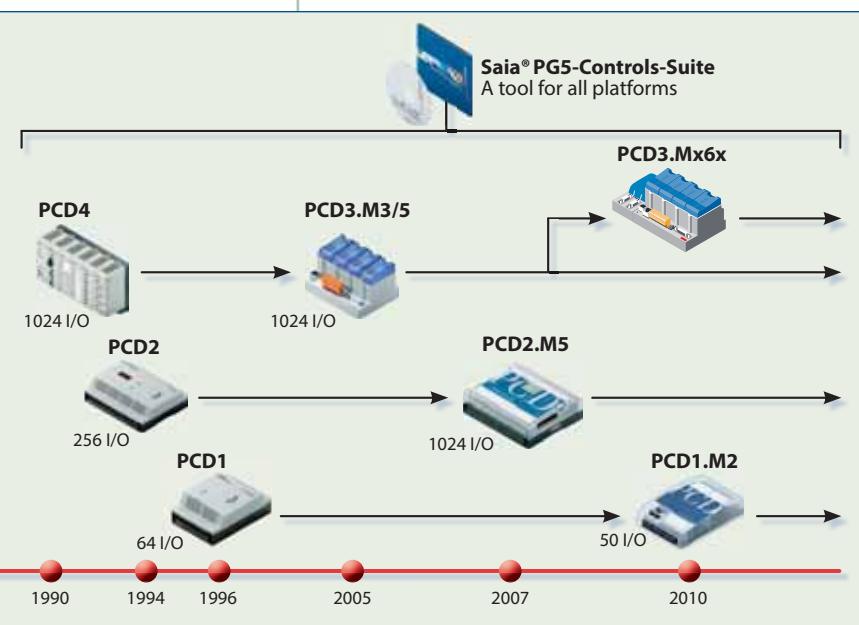 Saia® PG5-Controls-Suite
A tool for all platforms
PCD3.Mx6x
PCD4
PCD3.M3/5
1024 I/O
1024 I/O
PCD2
PCD2.M5
256 I/O
1024 I/O
PCD1
PCD1.M2
64 I/O
50 I/O
1990
1994
1996
2005
2007
2010